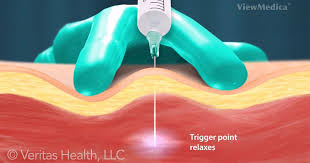 ViewMedica®
Trigger point
relaxes
© Veritas Health, LLC